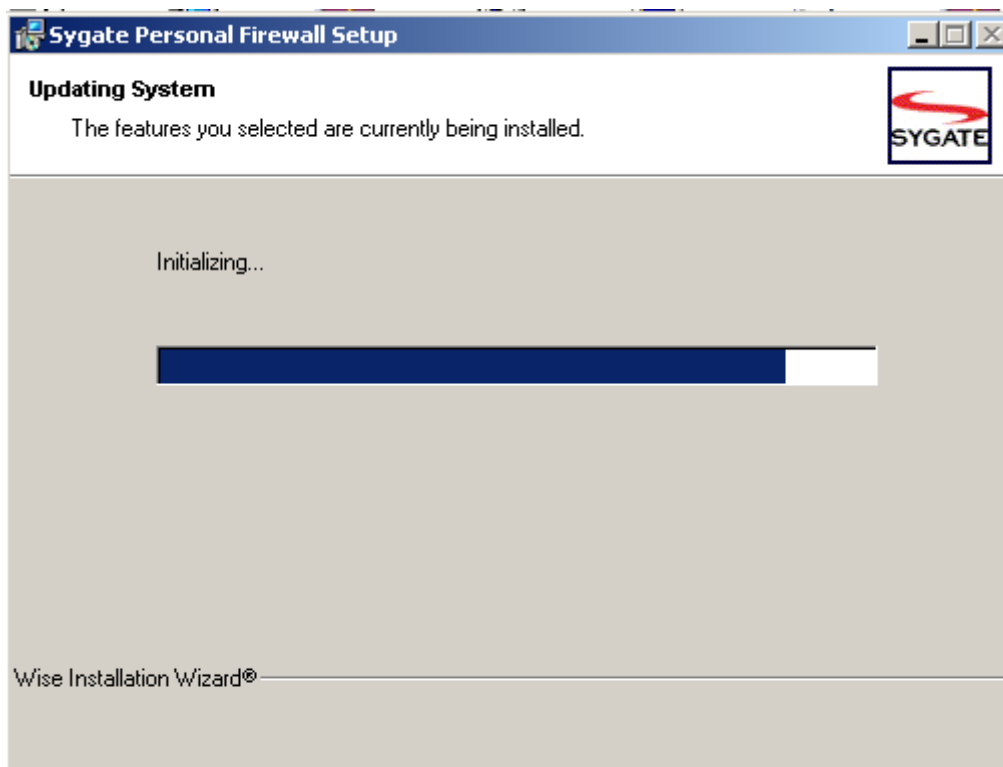 Sygate Personal Firewall Setup
Updating System
The features you selected are currently being installed.
SYGATE
Initializing...
Wise Installation Wizard®